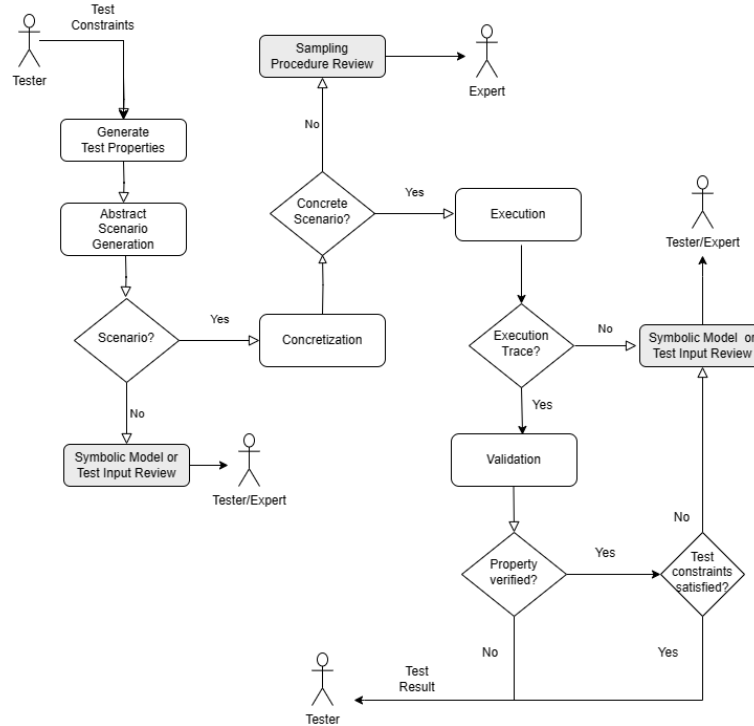 Test
Constraints
Tester
Generate
Test Properties
Abstract
Scenario
Generation
Scenario?
Yes
No
Symbolic Model or
Test Input Review
Tester/Expert
Concretization
Concrete
Scenario?
No
Sampling
Procedure Review
Expert
Yes
Execution
Execution
Trace?
No
Symbolic Model or
Test Input Review
Tester/Expert
Yes
Validation
Property
verified?
Yes
Test
constraints
satisfied?
No
No
Yes
Test
Result
Tester